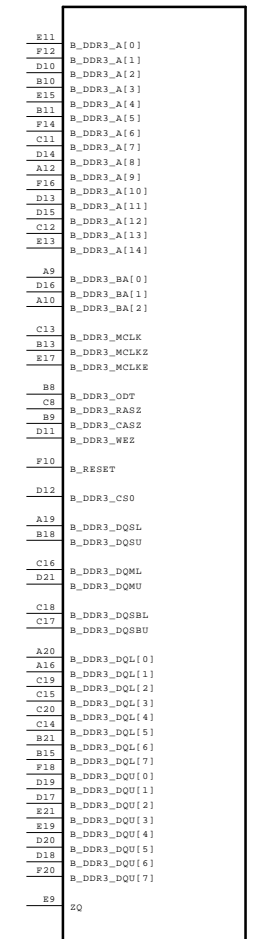 E11 B_DDR3_A[0]
F12 B_DDR3_A[1]
D10 B_DDR3_A[2]
B10 B_DDR3_A[3]
E15 B_DDR3_A[4]
B11 B_DDR3_A[5]
F14 B_DDR3_A[6]
C11 B_DDR3_A[7]
D14 B_DDR3_A[8]
A12 B_DDR3_A[9]
F16 B_DDR3_A[10]
D13 B_DDR3_A[11]
D15 B_DDR3_A[12]
C12 B_DDR3_A[13]
E13 B_DDR3_A[14]
A9 B_DDR3_BA[0]
D16 B_DDR3_BA[1]
A10 B_DDR3_BA[2]
C13 B_DDR3_MCLK
B13 B_DDR3_MCLKZ
E17 B_DDR3_MCLKE
B8 B_DDR3_ODT
C8 B_DDR3_RASZ
B9 B_DDR3_CASZ
D11 B_DDR3_WEZ
F10 B_RESET
D12 B_DDR3_CS0
A19 B_DDR3_DQSL
B18 B_DDR3_DQSU
C16 B_DDR3_DQML
D21 B_DDR3_DQMU
C18 B_DDR3_DQSBL
C17 B_DDR3_DQSBU
A20 B_DDR3_DQL[0]
A16 B_DDR3_DQL[1]
C19 B_DDR3_DQL[2]
C15 B_DDR3_DQL[3]
C20 B_DDR3_DQL[4]
C14 B_DDR3_DQL[5]
B21 B_DDR3_DQL[6]
B15 B_DDR3_DQL[7]
F18 B_DDR3_DQU[0]
D19 B_DDR3_DQU[1]
D17 B_DDR3_DQU[2]
E21 B_DDR3_DQU[3]
E19 B_DDR3_DQU[4]
D20 B_DDR3_DQU[5]
D18 B_DDR3_DQU[6]
F20 B_DDR3_DQU[7]
E9 ZQ